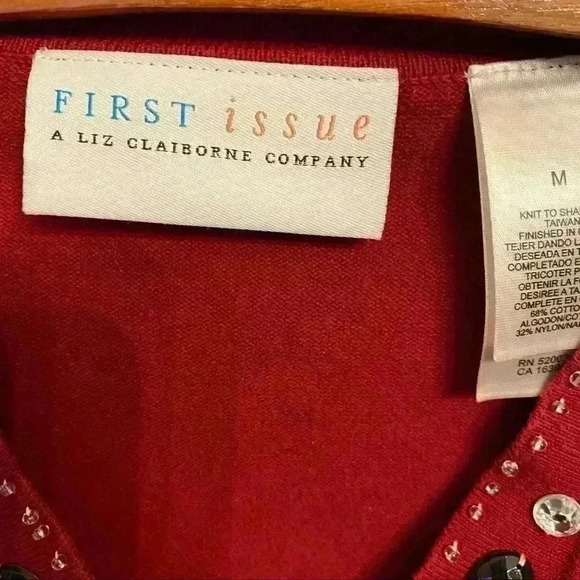 FIRST issue
A LIZ CLAIBORNE COMPANY
M
KNIT TO
TAIWAN
FINISHED IN
TEJER DANDO
DESEADA EN
COMPLETADO
TRICOTER
OBTENIR LA
DESIREE A
COMPLETE EN
68%
32%
RN
CA